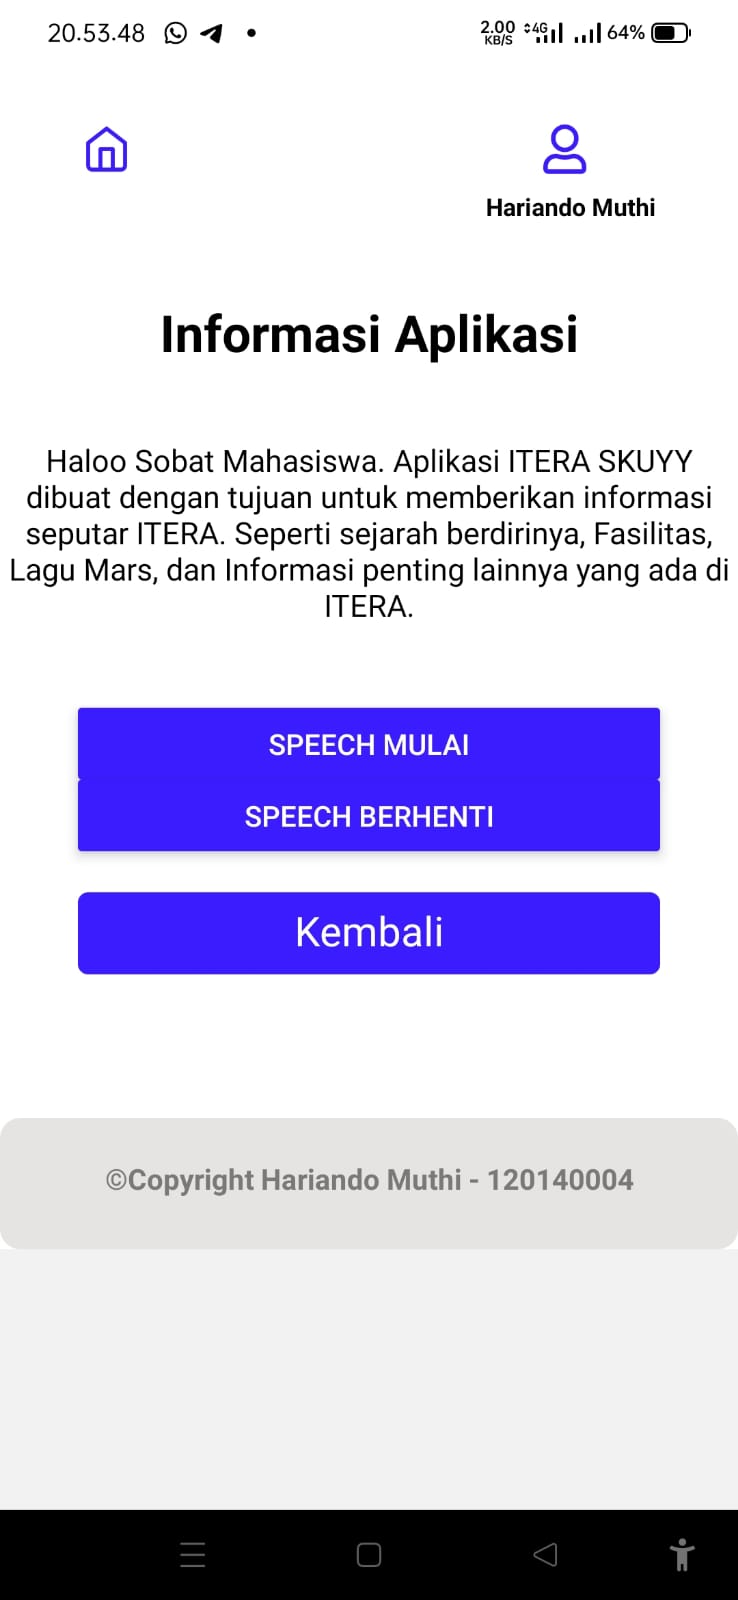 20.53.48
2.00 KB/S 4G 64%
Hariando Muthi
Informasi Aplikasi
Haloo Sobat Mahasiswa. Aplikasi ITERA SKUYY
dibuat dengan tujuan untuk memberikan informasi
seputar ITERA. Seperti sejarah berdirinya, Fasilitas,
Lagu Mars, dan Informasi penting lainnya yang ada di
ITERA.
SPEECH MULAI
SPEECH BERHENTI
Kembali
©Copyright Hariando Muthi - 120140004